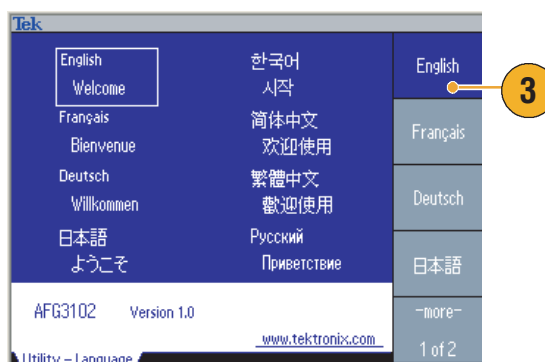 Tek
English
Welcome
Français
Bienvenue
Deutsch
Willkommen
日本語
ようこそ
한국어
시작
简体中文
欢迎使用
繁體中文
歡迎使用
Русский
Приветствие
AFG3102 Version 1.0
www.tektronix.com
Utility – Language
English
Français
Deutsch
日本語
-more-
1 of 2
3